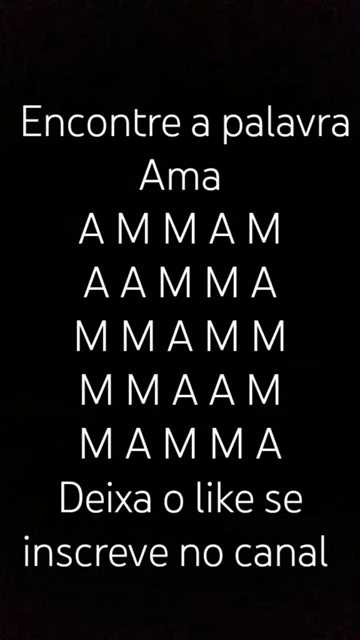 Encontre a palavra
Ama
A M M A M
A A M M A
M M A M M
M M A A M
M A M M A
Deixa o like se
inscreve no canal